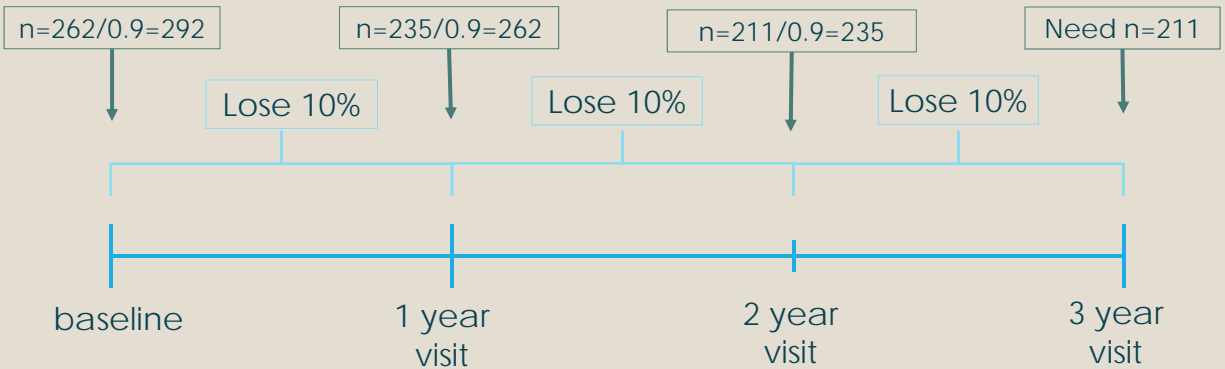 n=262/0.9=292
n=235/0.9=262
n=211/0.9=235
Need n=211
Lose 10%
Lose 10%
Lose 10%
baseline
1 year
visit
2 year
visit
3 year
visit